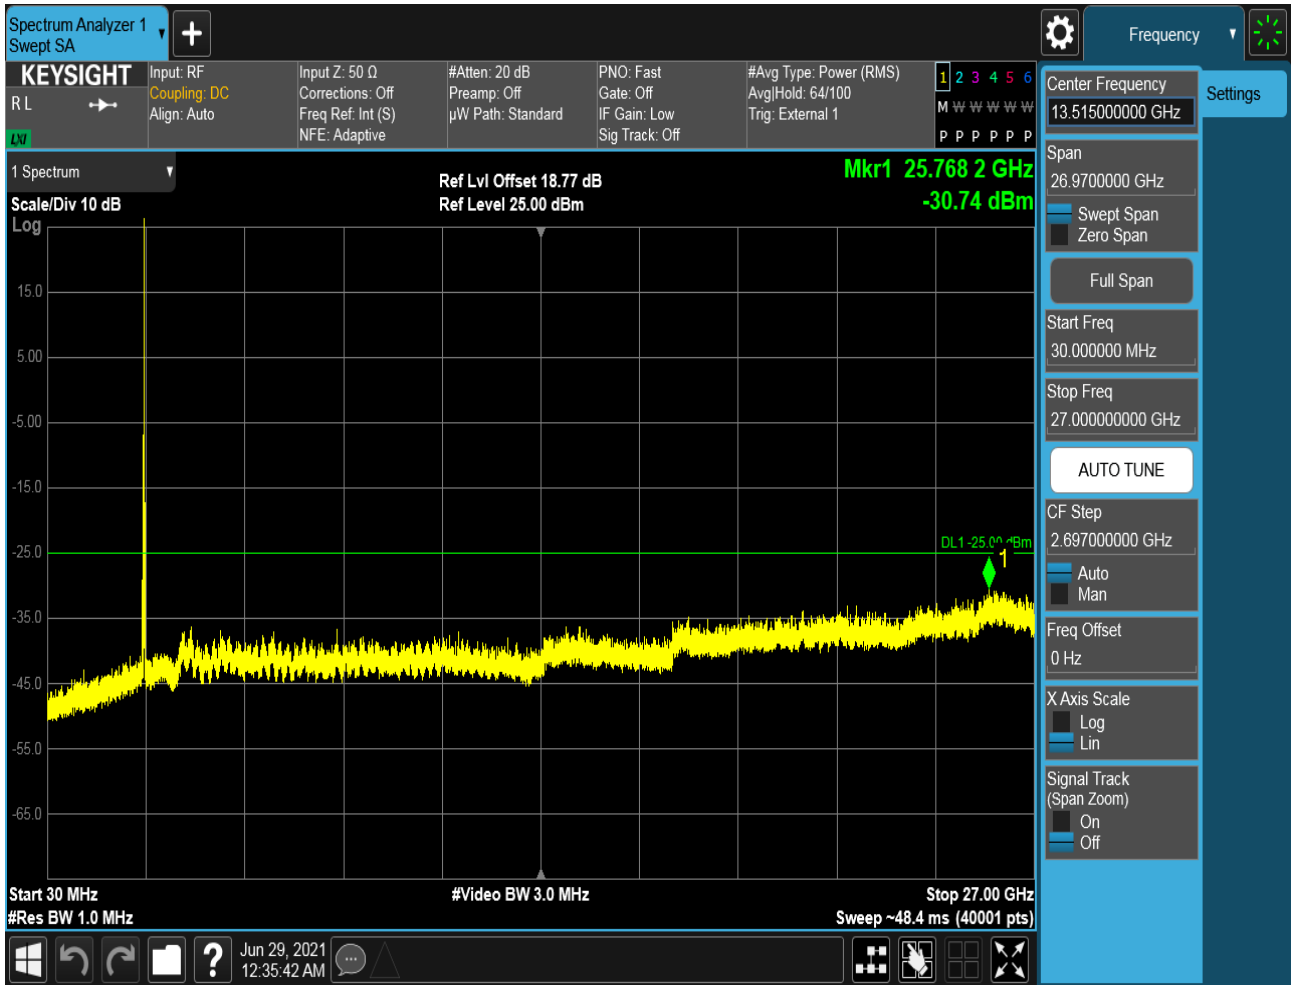 Spectrum Analyzer 1
Swept SA
Frequency
KEYSIGHT
R L
LXI
Input: RF
Coupling: DC
Align: Auto
Input Z: 50 Ω
Corrections: Off
Freq Ref: Int (S)
NFE: Adaptive
#Atten: 20 dB
Preamp: Off
µW Path: Standard
PNO: Fast
Gate: Off
IF Gain: Low
Sig Track: Off
#Avg Type: Power (RMS)
Avg|Hold: 64/100
Trig: External 1
1 2 3 4 5 6
M W W W W W
P P P P P P
1 Spectrum
Scale/Div 10 dB
Log
Ref Lvl Offset 18.77 dB
Ref Level 25.00 dBm
Mkr1 25.768 2 GHz
-30.74 dBm
15.0
5.00
-5.00
-15.0
-25.0
-35.0
-45.0
-55.0
-65.0
DL1 -25.00 dBm
1
Start 30 MHz
#Res BW 1.0 MHz
#Video BW 3.0 MHz
Stop 27.00 GHz
Sweep ~48.4 ms (40001 pts)
Center Frequency
13.515000000 GHz
Settings
Span
26.9700000 GHz
Swept Span
Zero Span
Full Span
Start Freq
30.000000 MHz
Stop Freq
27.000000000 GHz
AUTO TUNE
CF Step
2.697000000 GHz
Auto
Man
Freq Offset
0 Hz
X Axis Scale
Log
Lin
Signal Track
(Span Zoom)
On
Off
?
Jun 29, 2021
12:35:42 AM